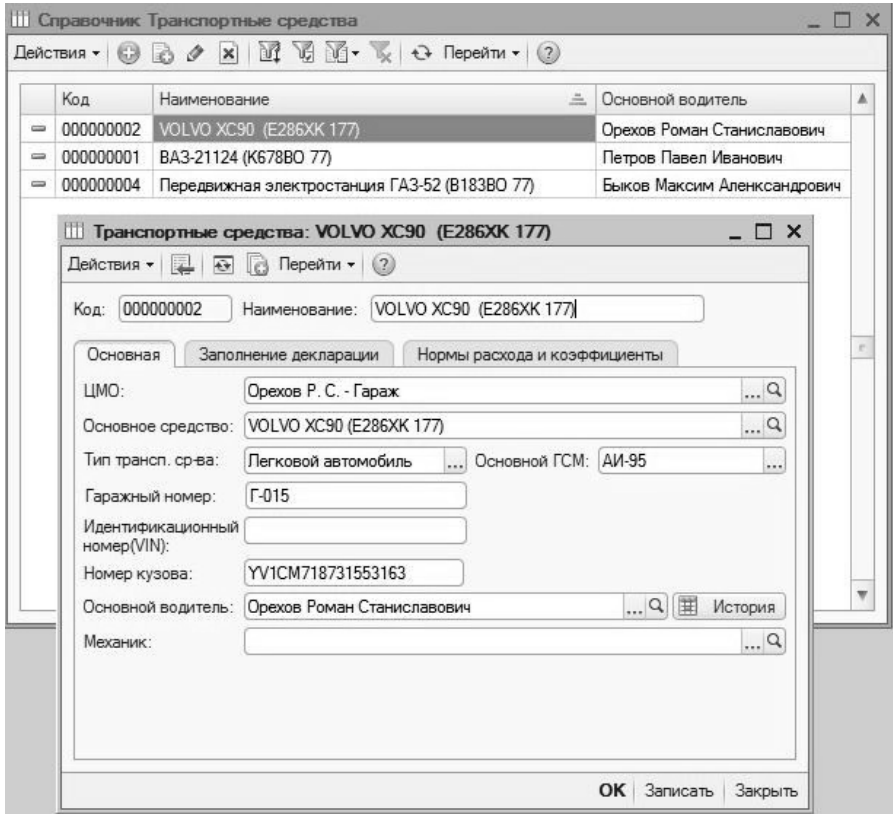 Справочник Транспортные средства
Действия Перейти
Код Наименование Основной водитель
000000002 VOLVO XC90 (E286XK 177) Орехов Роман Станиславович
000000001 ВАЗ-21124 (К678ВО 77) Петров Павел Иванович
000000004 Передвижная электростанция ГАЗ-52 (В183ВО 77) Быков Максим Аленксандрович
Транспортные средства: VOLVO XC90 (E286XK 177)
Действия Перейти
Код: 000000002 Наименование: VOLVO XC90 (E286XK 177)
Основная Заполнение декларации Нормы расхода и коэффициенты
ЦМО: Орехов Р. С. - Гараж ...
Основное средство: VOLVO XC90 (E286XK 177) ...
Тип трансп. ср-ва: Легковой автомобиль ... Основной ГСМ: АИ-95 ...
Гаражный номер: Г-015
Идентификационный
номер(VIN):
Номер кузова: YV1CM718731553163
Основной водитель: Орехов Роман Станиславович ... История
Механик: ...
OK Записать Закрыть